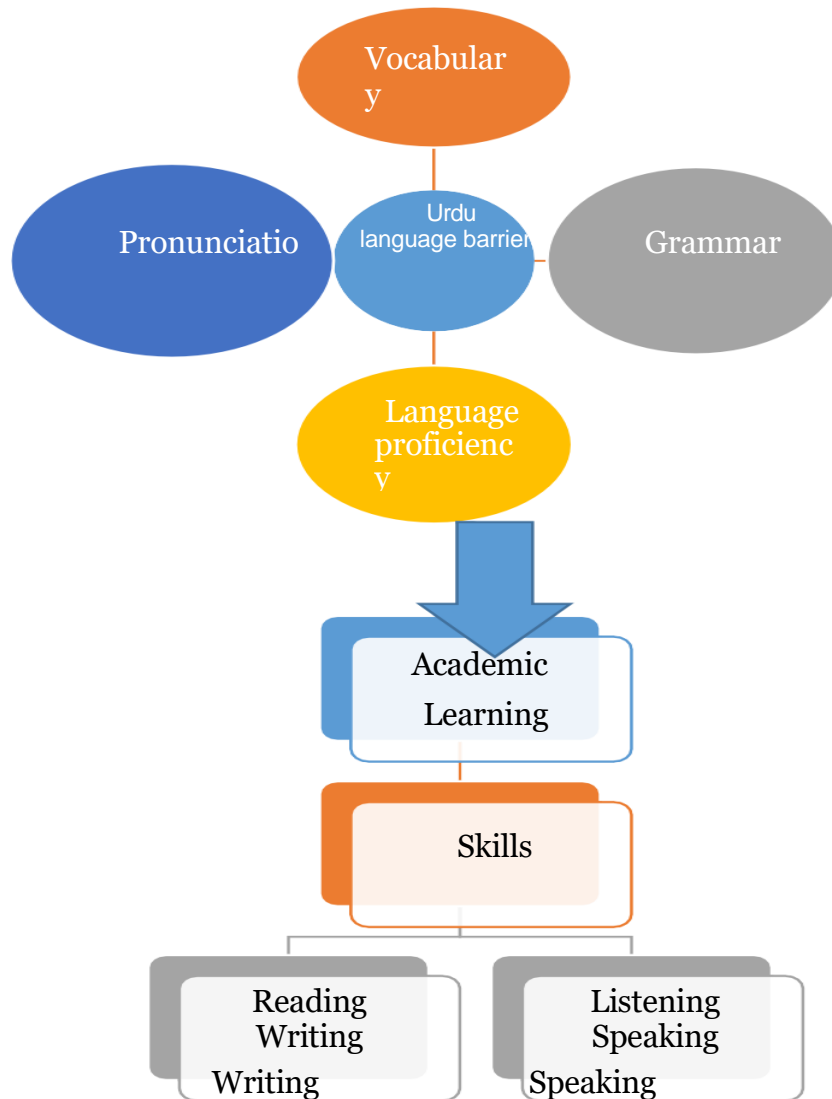 Vocabular
y
Urdu
language barrier
Pronunciatio
Grammar
Language
proficienc
y
Academic
Learning
Skills
Reading
Writing
Writing
Listening
Speaking
Speaking